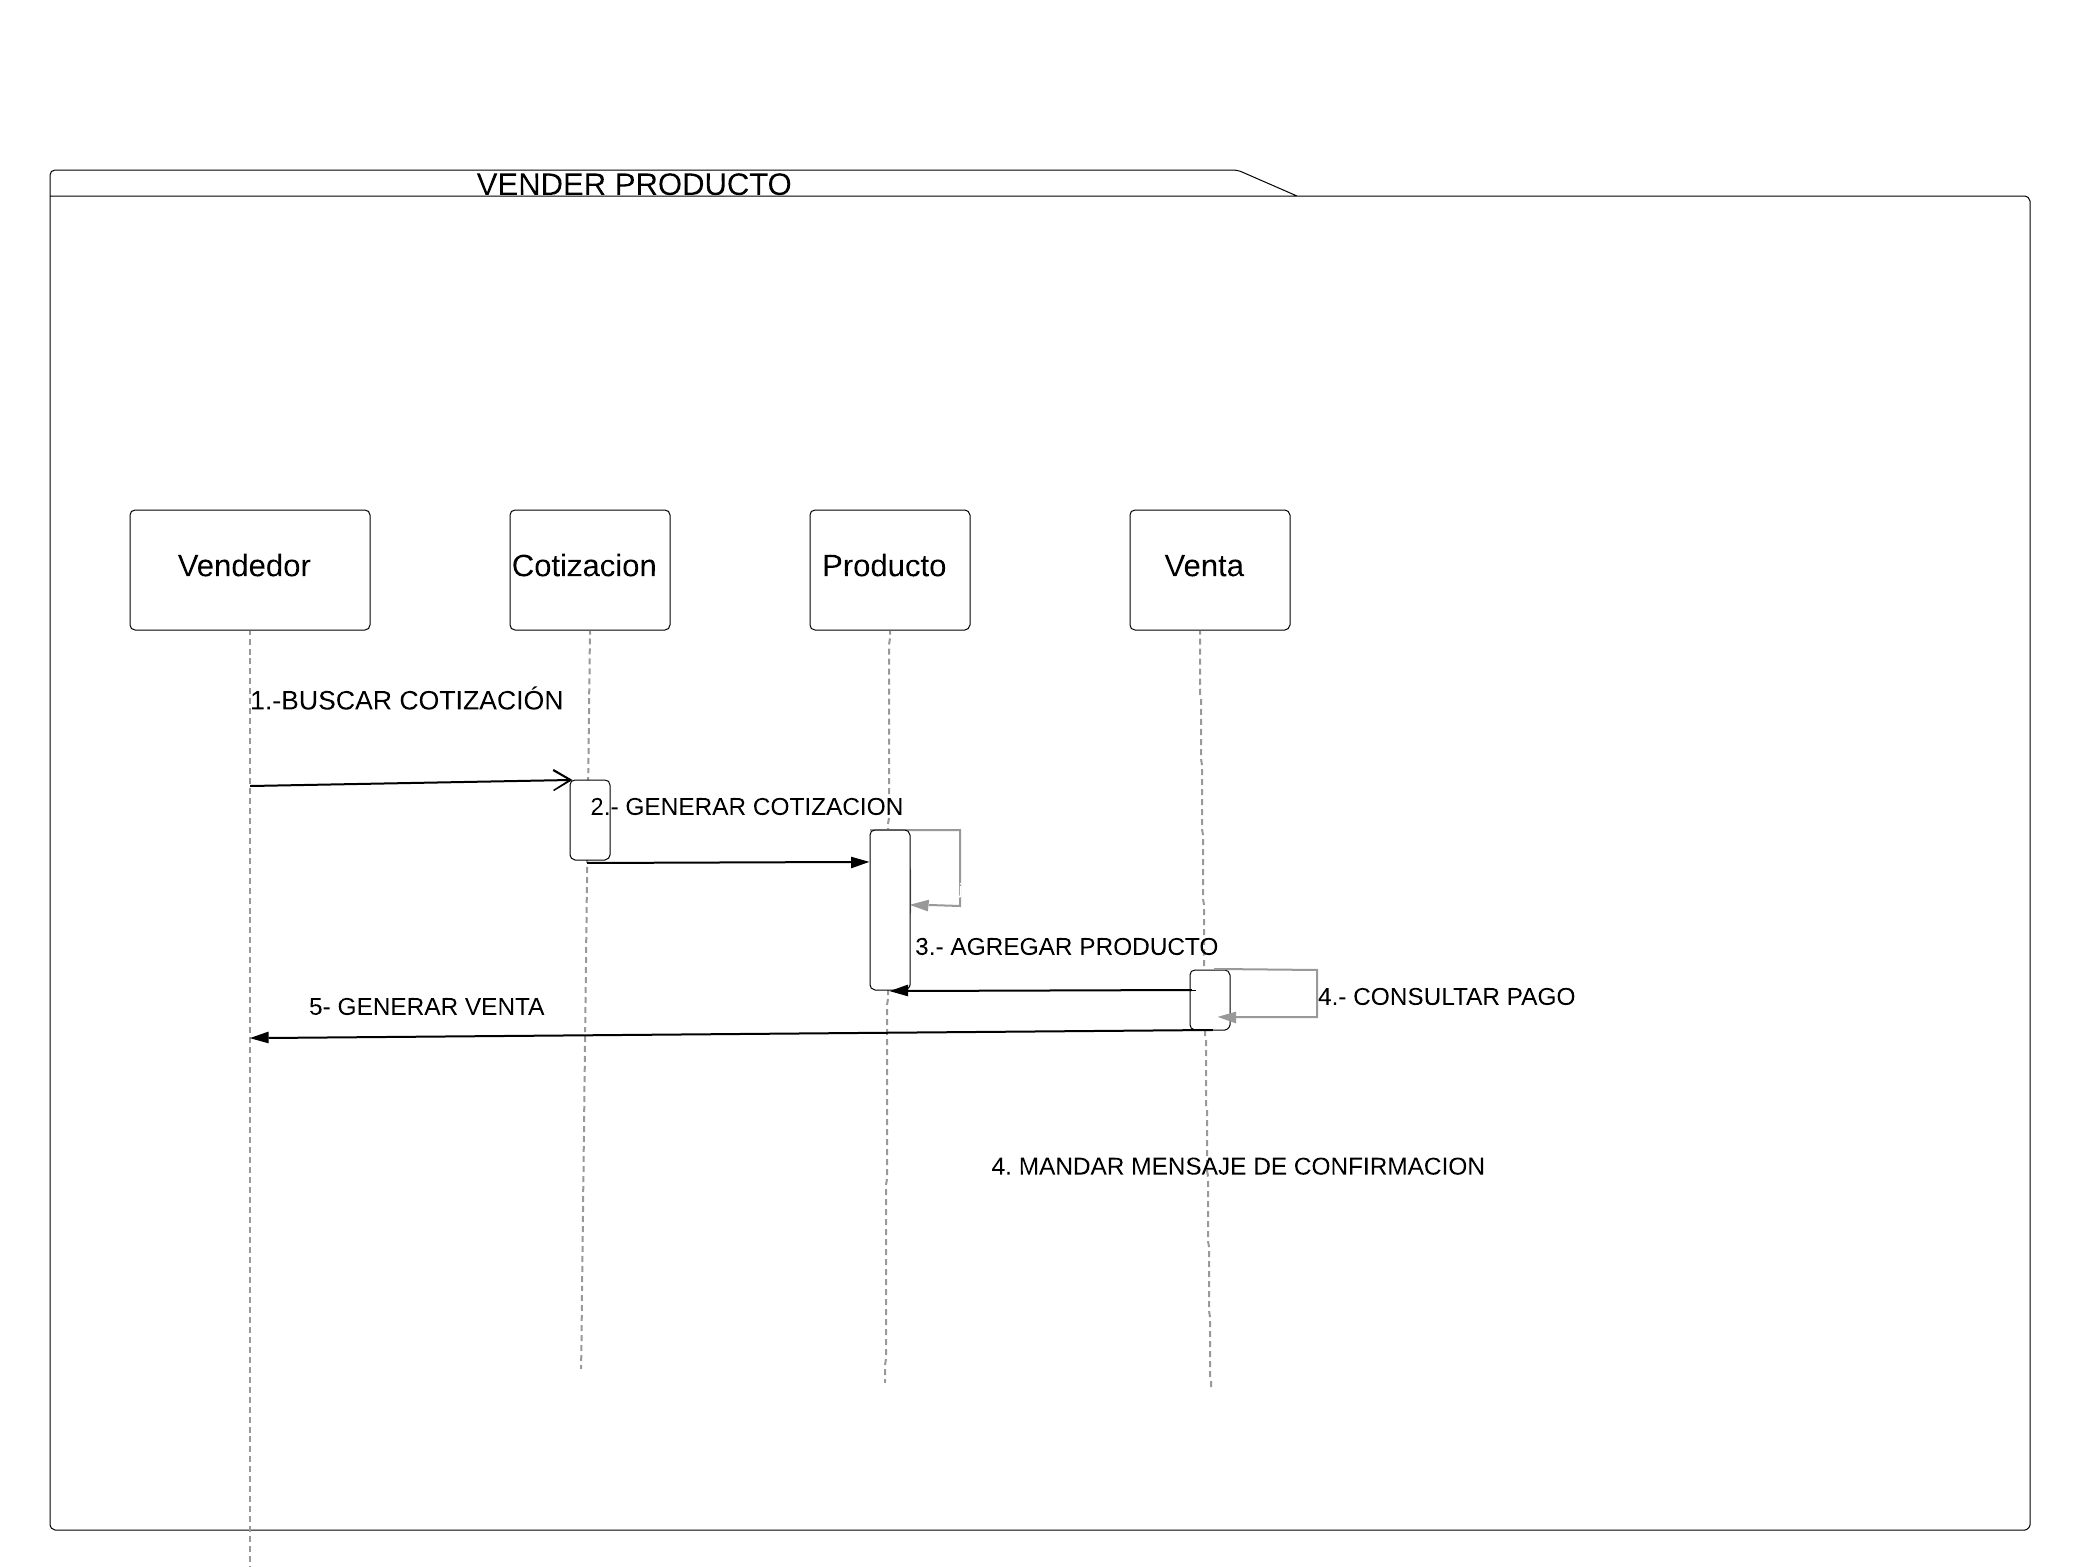 VENDER PRODUCTO
Vendedor
Cotizacion
Producto
Venta
1.-BUSCAR COTIZACIÓN
2.- GENERAR COTIZACION
3.- AGREGAR PRODUCTO
4.- CONSULTAR PAGO
5- GENERAR VENTA
4. MANDAR MENSAJE DE CONFIRMACION